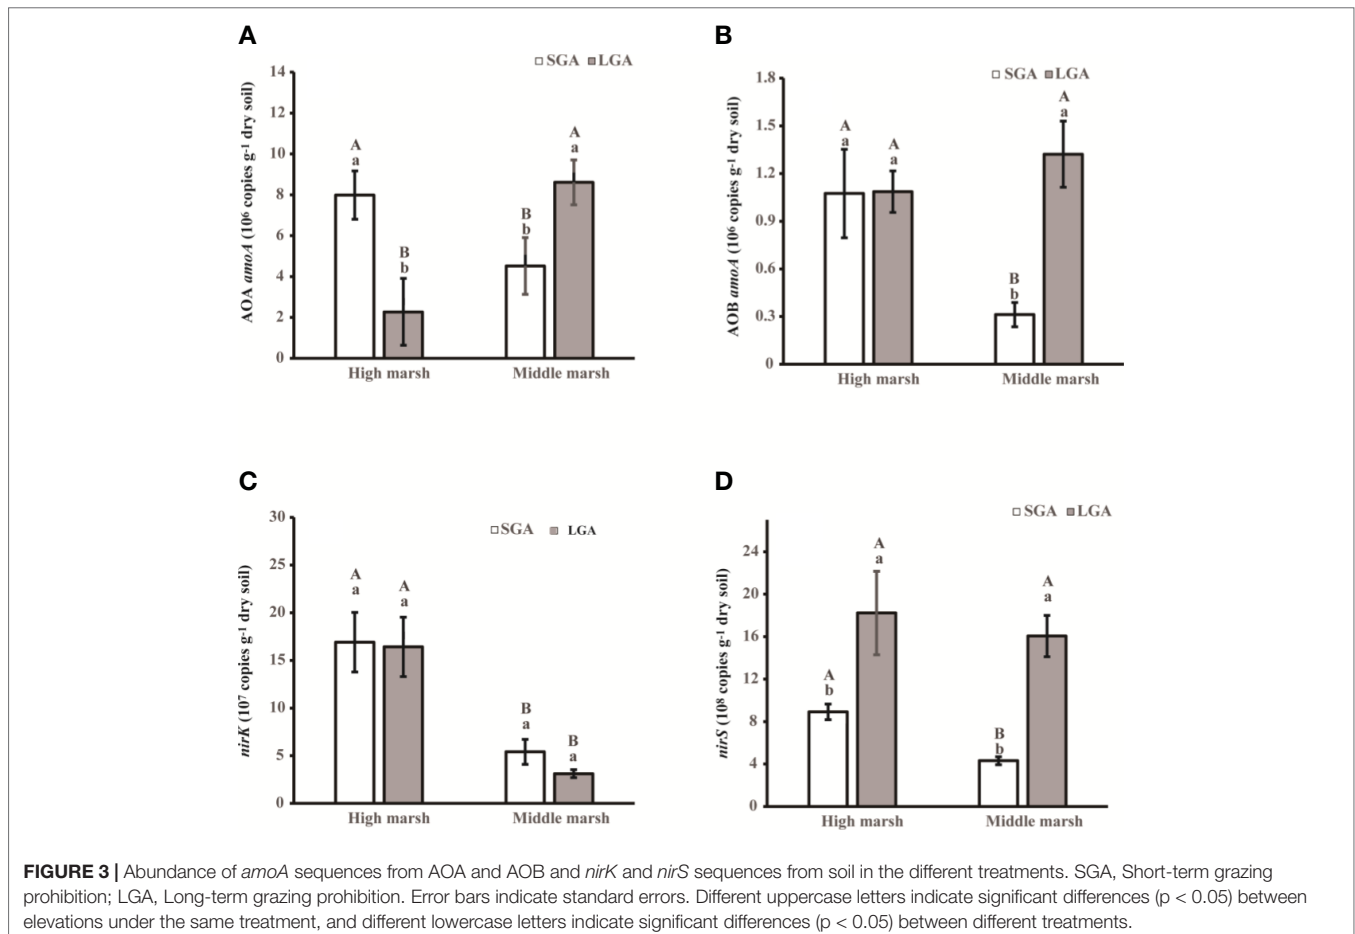 A
SGA LGA
14
12
10
8
6
4
2
0
AOA amoA (10⁶ copies g⁻¹ dry soil)
A
a
B
b
B
b
A
a
High marsh Middle marsh
B
SGA LGA
1.8
1.5
1.2
0.9
0.6
0.3
0
AOB amoA (10⁶ copies g⁻¹ dry soil)
A
a
A
a
B
b
A
a
High marsh Middle marsh
C
SGA LGA
30
25
20
15
10
5
0
nirK (10⁷ copies g⁻¹ dry soil)
A
a
A
a
B
a
B
a
High marsh Middle marsh
D
SGA LGA
24
20
16
12
8
4
0
nirS (10⁸ copies g⁻¹ dry soil)
A
b
A
a
B
b
A
a
High marsh Middle marsh
FIGURE 3 | Abundance of amoA sequences from AOA and AOB and nirK and nirS sequences from soil in the different treatments. SGA, Short-term grazing
prohibition; LGA, Long-term grazing prohibition. Error bars indicate standard errors. Different uppercase letters indicate significant differences (p < 0.05) between
elevations under the same treatment, and different lowercase letters indicate significant differences (p < 0.05) between different treatments.